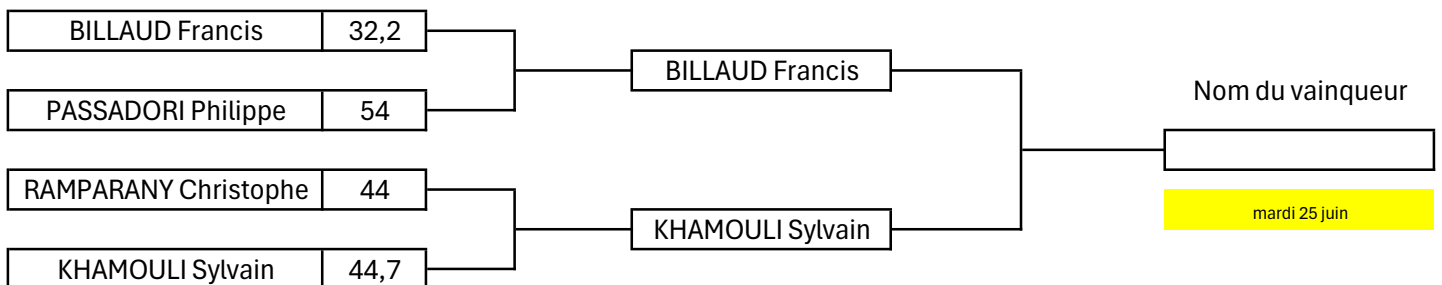 BILLAUD Francis 32,2
BILLAUD Francis
PASSADORI Philippe 54
Nom du vainqueur
RAMPARANY Christophe 44
mardi 25 juin
KHAMOULI Sylvain
KHAMOULI Sylvain 44,7